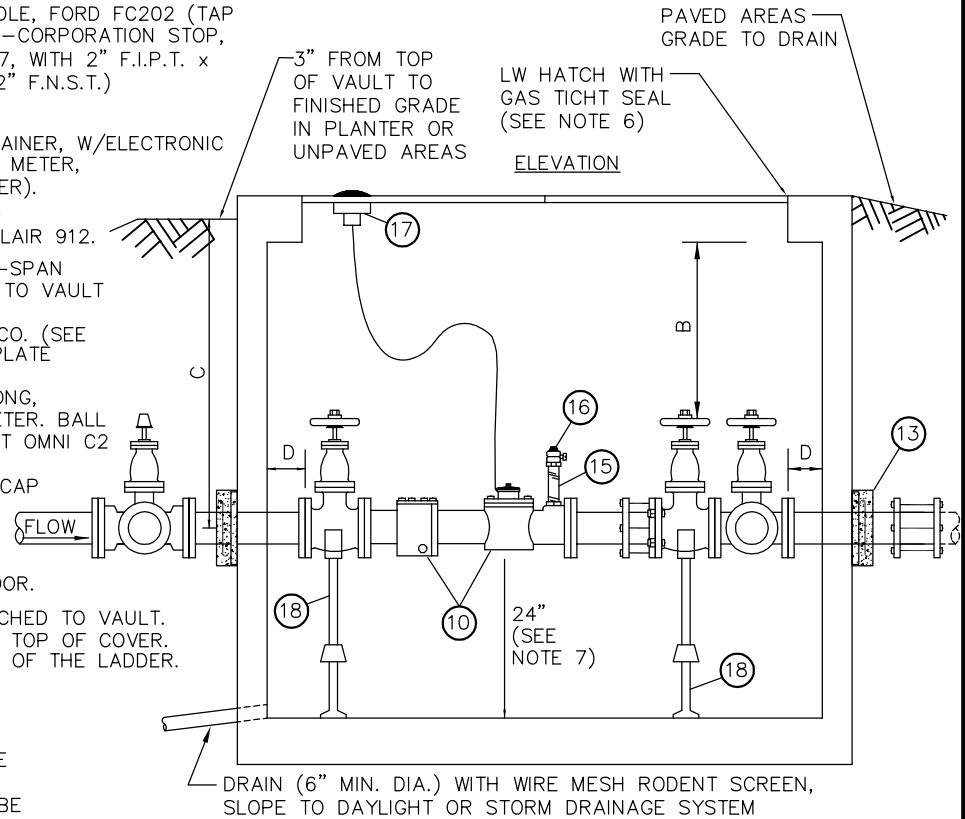 OLE, FORD FC202 (TAP
-CORPORATION STOP,
7, WITH 2" F.I.P.T. x
2" F.N.S.T.)
AINER, W/ELECTRONIC
METER,
ER).
LAIR 912.
-SPAN
TO VAULT
CO. (SEE
PLATE
ONG,
ETER. BALL
T OMNI C2
CAP
OOR.
CHED TO VAULT.
TOP OF COVER.
OF THE LADDER.
E
BE
3" FROM TOP
OF VAULT TO
FINISHED GRADE
IN PLANTER OR
UNPAVED AREAS
LW HATCH WITH
GAS TICHT SEAL
(SEE NOTE 6)
ELEVATION
PAVED AREAS
GRADE TO DRAIN
17
B
C
16
15
13
D
D
FLOW
18
10
24"
(SEE
NOTE 7)
18
DRAIN (6" MIN. DIA.) WITH WIRE MESH RODENT SCREEN,
SLOPE TO DAYLIGHT OR STORM DRAINAGE SYSTEM